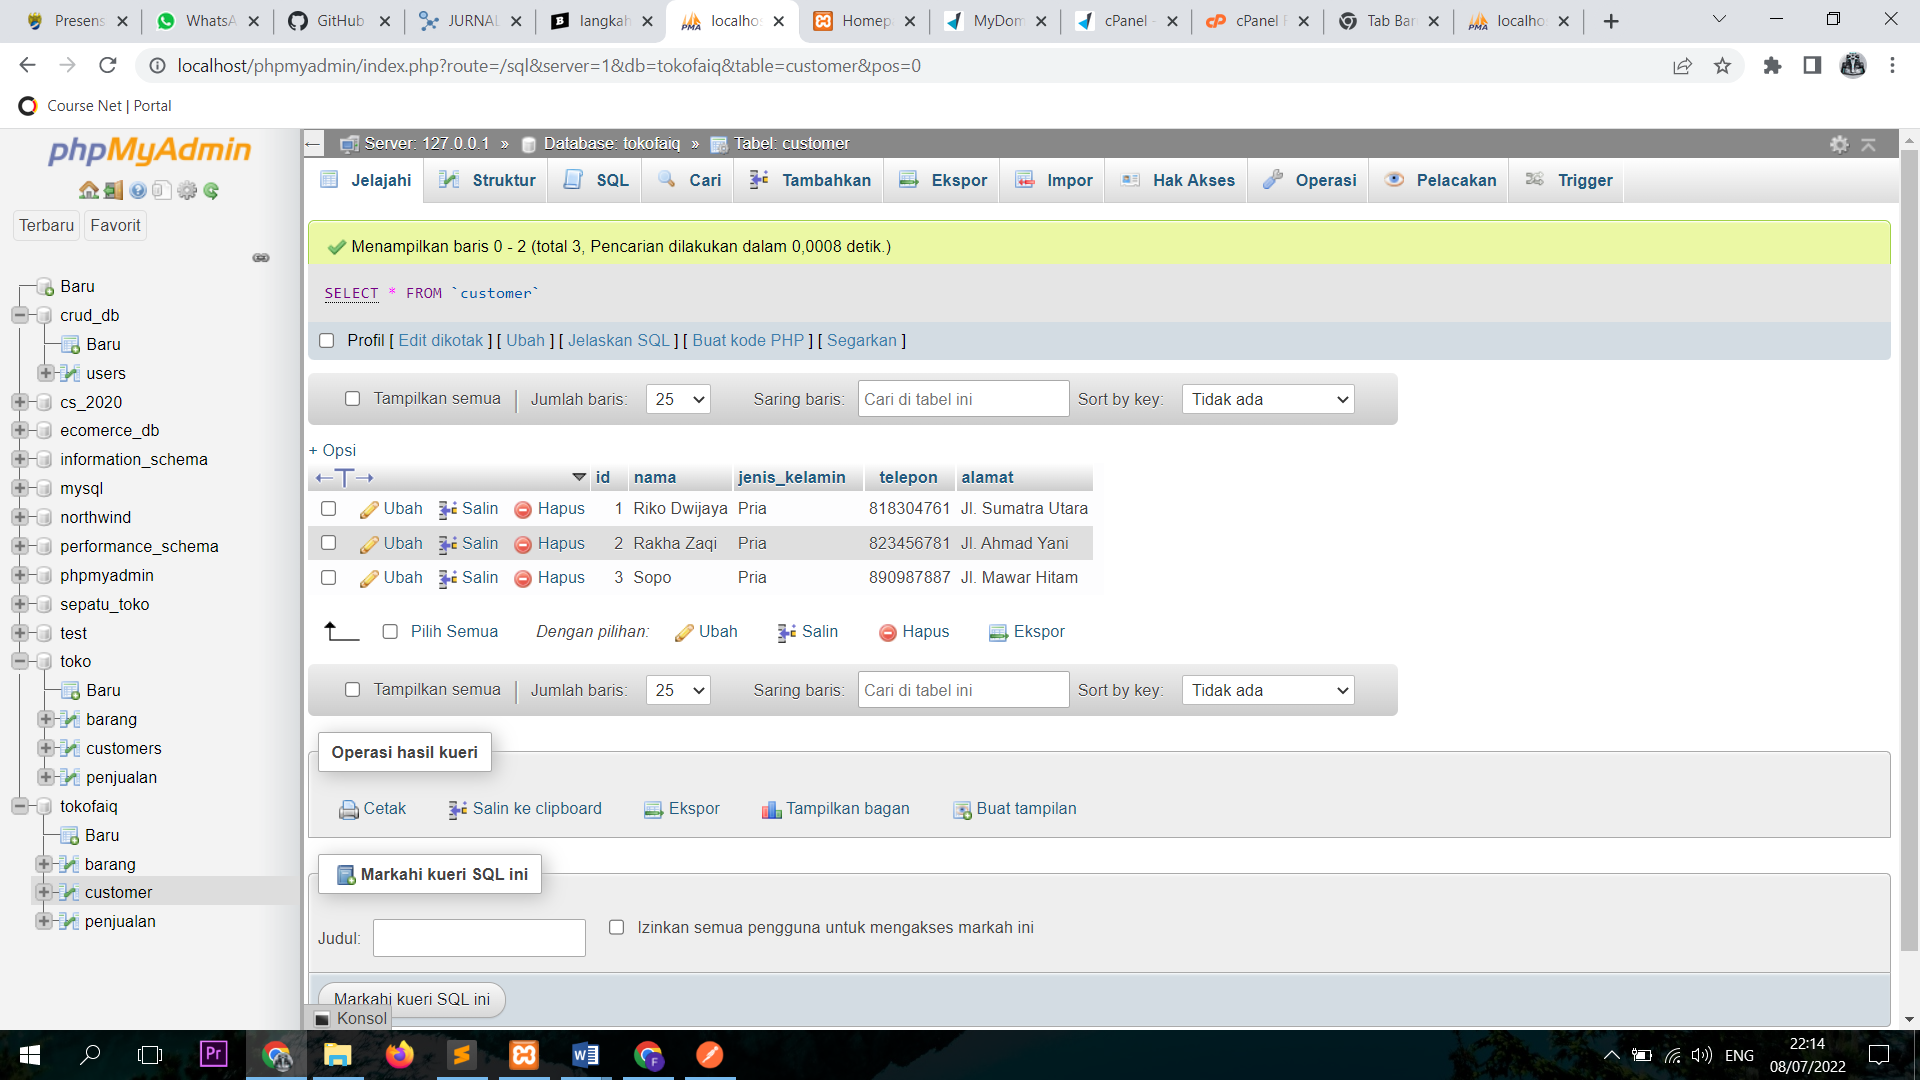 Presens
WhatsA
GitHub
JURNAL
langkah
localhos
Homep
MyDom
cPanel -
cPanel F
Tab Bar
localhos
localhost/phpmyadmin/index.php?route=/sql&server=1&db=tokofaiq&table=customer&pos=0
Course Net | Portal
phpMyAdmin
Terbaru Favorit
Baru
crud_db
Baru
users
cs_2020
ecomerce_db
information_schema
mysql
northwind
performance_schema
phpmyadmin
sepatu_toko
test
toko
Baru
barang
customers
penjualan
tokofaiq
Baru
barang
customer
penjualan
Server: 127.0.0.1 » Database: tokofaiq » Tabel: customer
Jelajahi Struktur SQL Cari Tambahkan Ekspor Impor Hak Akses Operasi Pelacakan Trigger
Menampilkan baris 0 - 2 (total 3, Pencarian dilakukan dalam 0,0008 detik.)
SELECT * FROM `customer`
Profil [ Edit dikotak ] [ Ubah ] [ Jelaskan SQL ] [ Buat kode PHP ] [ Segarkan ]
Tampilkan semua | Jumlah baris: 25 Saring baris: Cari di tabel ini Sort by key: Tidak ada
+ Opsi
id nama jenis_kelamin telepon alamat
Ubah Salin Hapus 1 Riko Dwijaya Pria 818304761 Jl. Sumatra Utara
Ubah Salin Hapus 2 Rakha Zaqi Pria 823456781 Jl. Ahmad Yani
Ubah Salin Hapus 3 Sopo Pria 890987887 Jl. Mawar Hitam
Pilih Semua Dengan pilihan: Ubah Salin Hapus Ekspor
Tampilkan semua | Jumlah baris: 25 Saring baris: Cari di tabel ini Sort by key: Tidak ada
Operasi hasil kueri
Cetak Salin ke clipboard Ekspor Tampilkan bagan Buat tampilan
Markahi kueri SQL ini
Judul: Izinkan semua pengguna untuk mengakses markah ini
Markahi kueri SQL ini
Konsol
Pr
ENG
22:14
08/07/2022